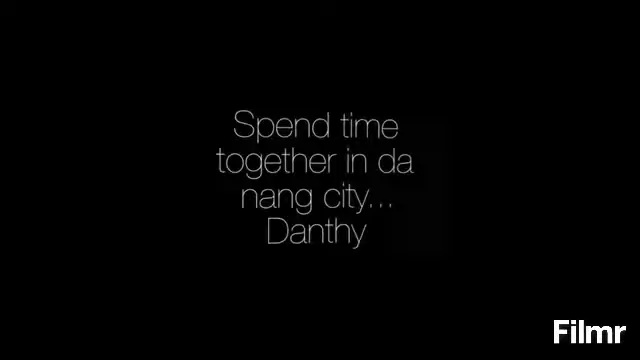 Spend time
together in da
nang city...
Danthy
Filmr